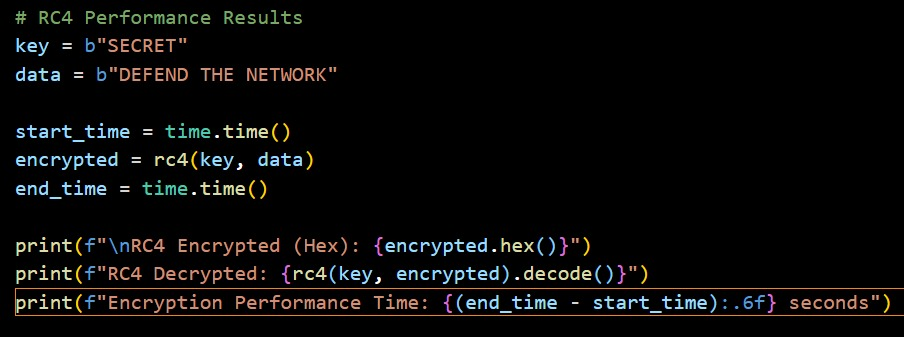 # RC4 Performance Results
key = b"SECRET"
data = b"DEFEND THE NETWORK"
start_time = time.time()
encrypted = rc4(key, data)
end_time = time.time()
print(f"\nRC4 Encrypted (Hex): {encrypted.hex()}")
print(f"RC4 Decrypted: {rc4(key, encrypted).decode()}")
print(f"Encryption Performance Time: {(end_time - start_time):.6f} seconds")